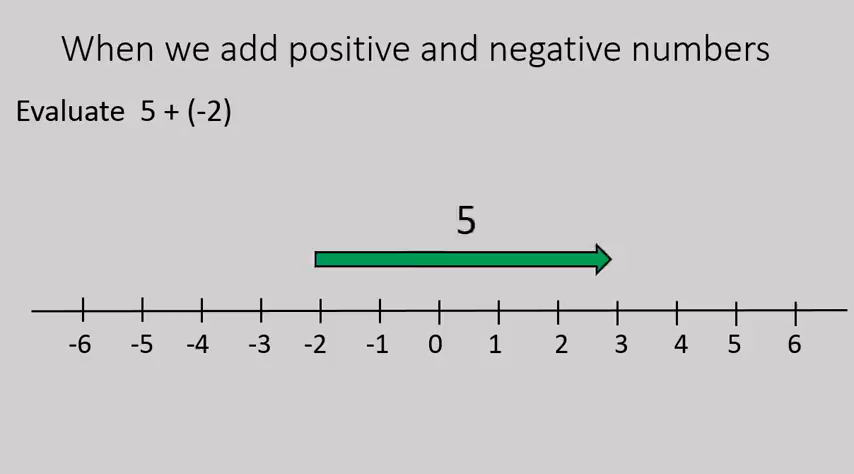 When we add positive and negative numbers
Evaluate 5 + (-2)
5
-6 -5 -4 -3 -2 -1 0 1 2 3 4 5 6